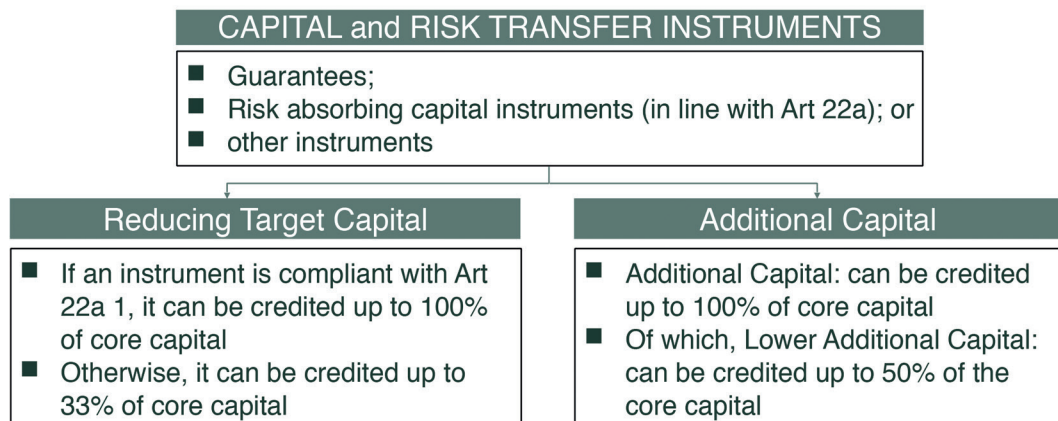 CAPITAL and RISK TRANSFER INSTRUMENTS
■ Guarantees;
■ Risk absorbing capital instruments (in line with Art 22a); or
■ other instruments
Reducing Target Capital
■ If an instrument is compliant with Art
22a 1, it can be credited up to 100%
of core capital
■ Otherwise, it can be credited up to
33% of core capital
Additional Capital
■ Additional Capital: can be credited
up to 100% of core capital
■ Of which, Lower Additional Capital:
can be credited up to 50% of the
core capital